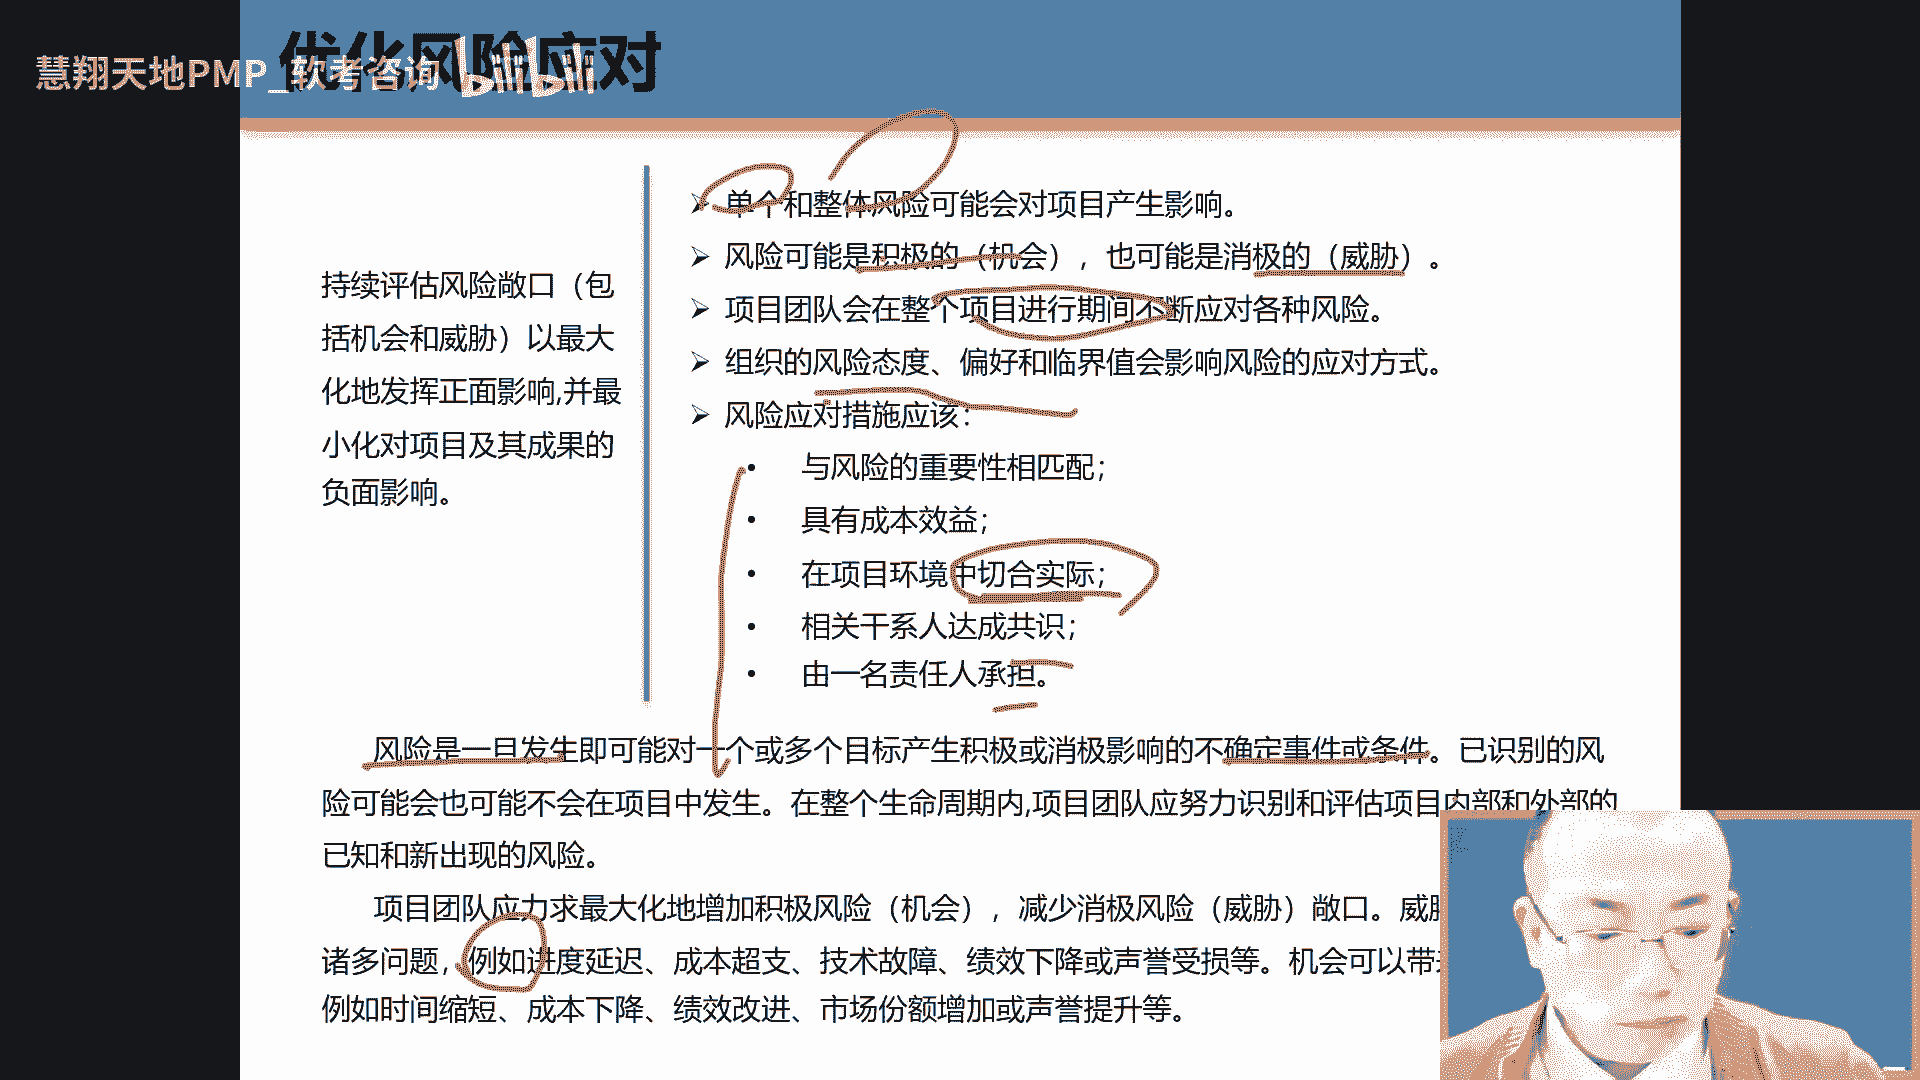 优化风险应对
慧翔天地PMP_软考咨询
bilibili
持续评估风险敞口（包
括机会和威胁）以最大
化地发挥正面影响,并最
小化对项目及其成果的
负面影响。
单个和整体风险可能会对项目产生影响。
风险可能是积极的（机会），也可能是消极的（威胁）。
项目团队会在整个项目进行期间不断应对各种风险。
组织的风险态度、偏好和临界值会影响风险的应对方式。
风险应对措施应该：
• 与风险的重要性相匹配；
• 具有成本效益；
• 在项目环境中切合实际；
• 相关干系人达成共识；
• 由一名责任人承担。
风险是一旦发生即可能对一个或多个目标产生积极或消极影响的不确定事件或条件。已识别的风
险可能会也可能不会在项目中发生。在整个生命周期内,项目团队应努力识别和评估项目内部和外部的
已知和新出现的风险。
项目团队应力求最大化地增加积极风险（机会），减少消极风险（威胁）敞口。威胁
诸多问题，例如进度延迟、成本超支、技术故障、绩效下降或声誉受损等。机会可以带来
例如时间缩短、成本下降、绩效改进、市场份额增加或声誉提升等。